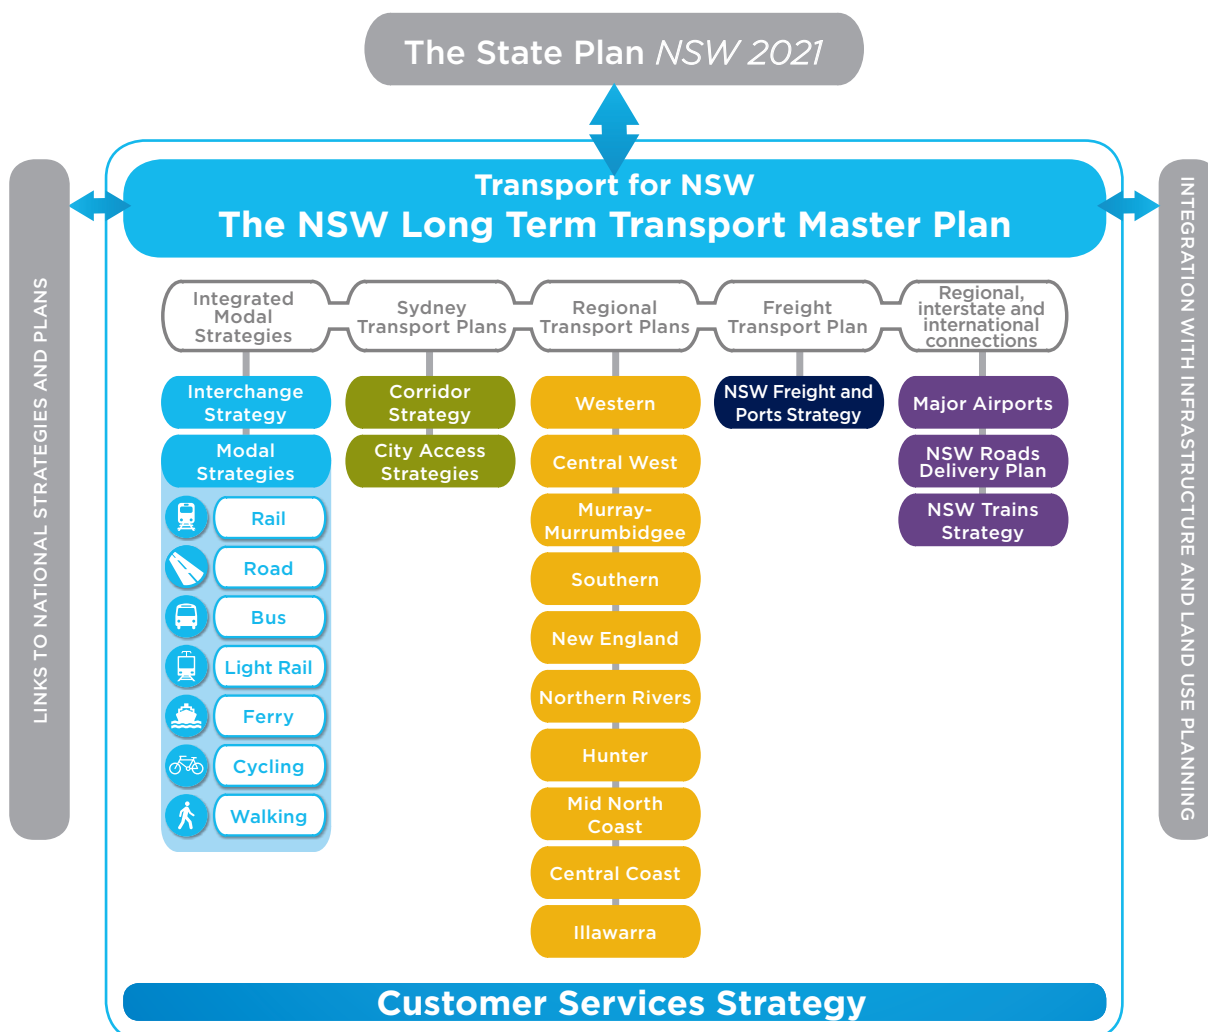 The State Plan NSW 2021
Transport for NSW
The NSW Long Term Transport Master Plan
LINKS TO NATIONAL STRATEGIES AND PLANS
INTEGRATION WITH INFRASTRUCTURE AND LAND USE PLANNING
Integrated
Modal
Strategies
Interchange
Strategy
Modal
Strategies
Rail
Road
Bus
Light Rail
Ferry
Cycling
Walking
Sydney
Transport Plans
Corridor
Strategy
City Access
Strategies
Regional
Transport Plans
Western
Central West
Murray-
Murrumbidgee
Southern
New England
Northern Rivers
Hunter
Mid North
Coast
Central Coast
Illawarra
Freight
Transport Plan
NSW Freight and
Ports Strategy
Regional,
interstate and
international
connections
Major Airports
NSW Roads
Delivery Plan
NSW Trains
Strategy
Customer Services Strategy